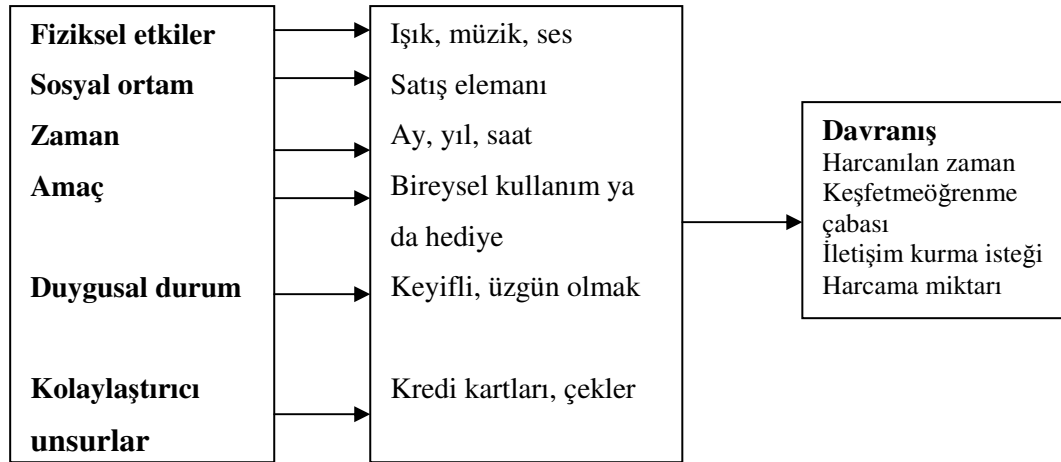 Fiziksel etkiler
Sosyal ortam
Zaman
Amaç
Duygusal durum
Kolaylaştırıcı
unsurlar
Işık, müzik, ses
Satış elemanı
Ay, yıl, saat
Bireysel kullanım ya
da hediye
Keyifli, üzgün olmak
Kredi kartları, çekler
Davranış
Harcanılan zaman
Keşfetmeöğrenme
çabası
İletişim kurma isteği
Harcama miktarı